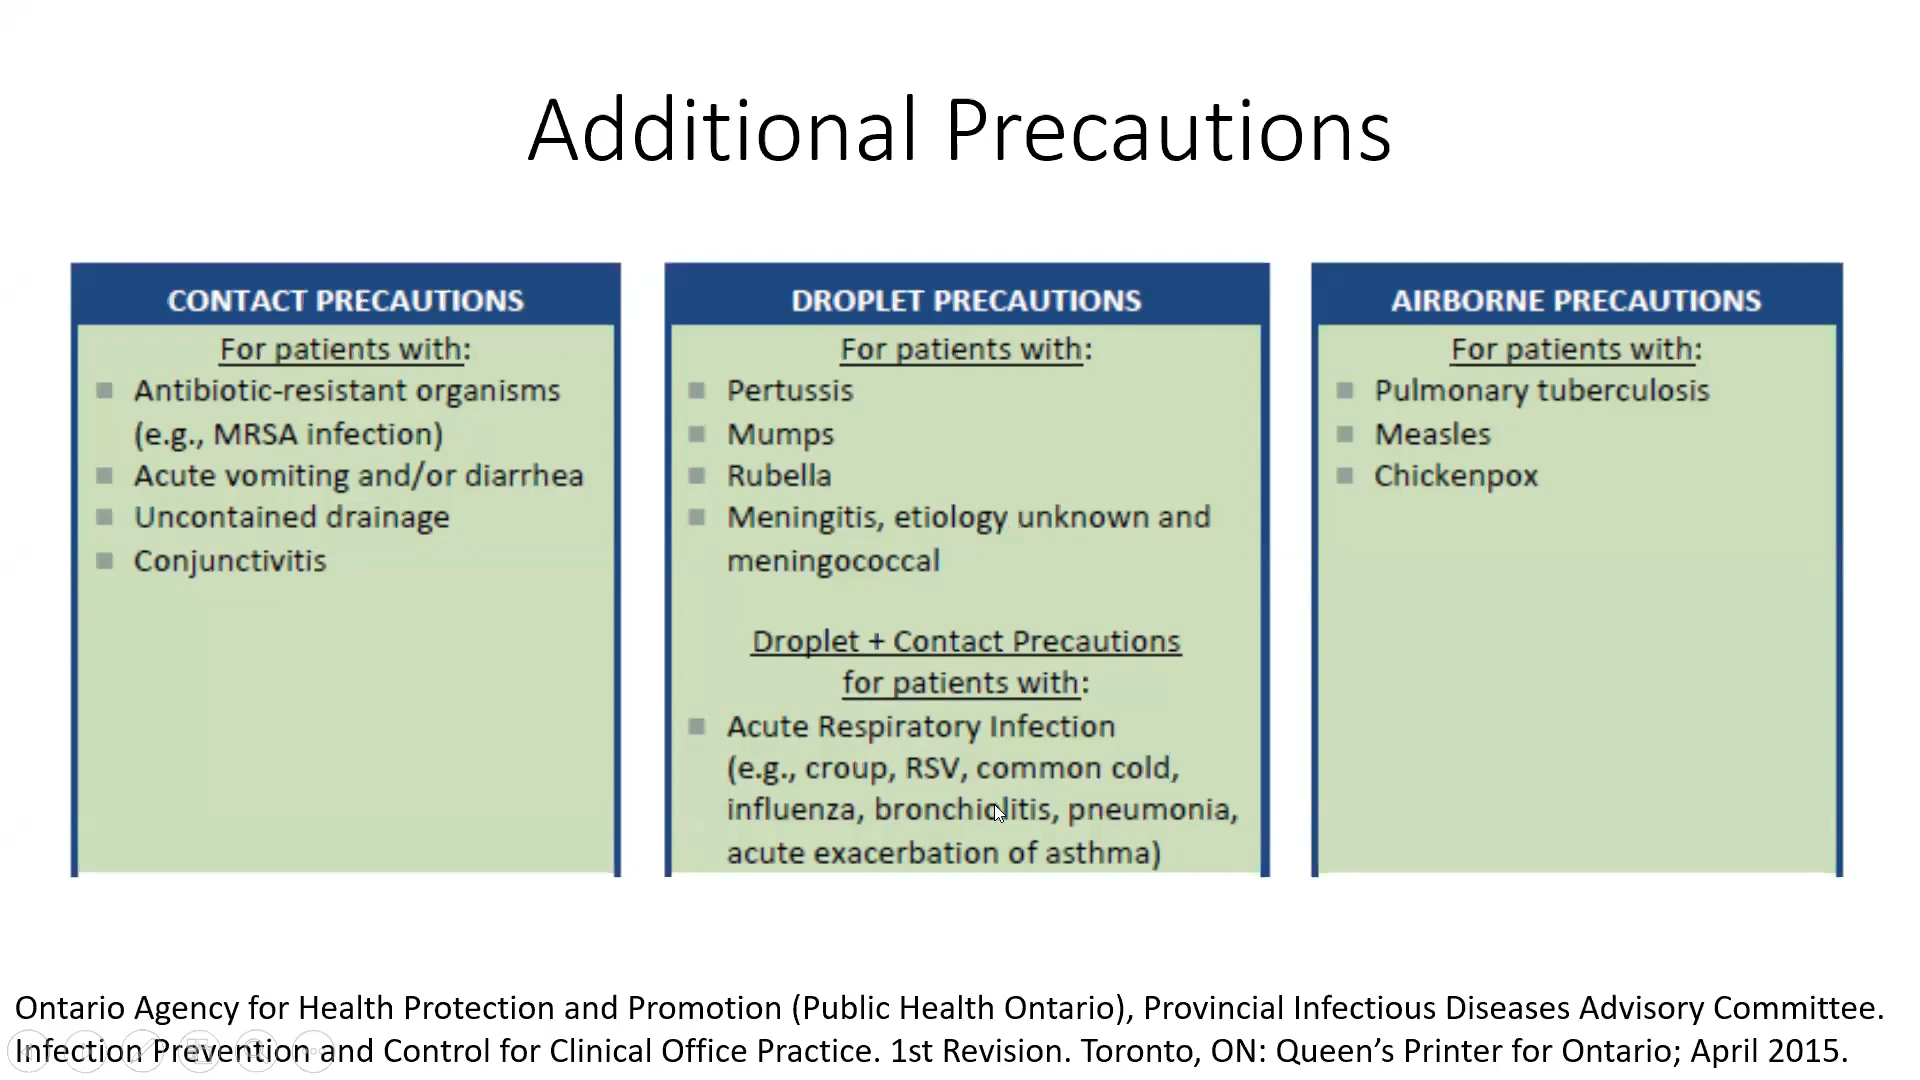 Additional Precautions
CONTACT PRECAUTIONS
For patients with:
Antibiotic-resistant organisms
(e.g., MRSA infection)
Acute vomiting and/or diarrhea
Uncontained drainage
Conjunctivitis
DROPLET PRECAUTIONS
For patients with:
Pertussis
Mumps
Rubella
Meningitis, etiology unknown and
meningococcal
Droplet + Contact Precautions
for patients with:
Acute Respiratory Infection
(e.g., croup, RSV, common cold,
influenza, bronchiolitis, pneumonia,
acute exacerbation of asthma)
AIRBORNE PRECAUTIONS
For patients with:
Pulmonary tuberculosis
Measles
Chickenpox
Ontario Agency for Health Protection and Promotion (Public Health Ontario), Provincial Infectious Diseases Advisory Committee.
Infection Prevention and Control for Clinical Office Practice. 1st Revision. Toronto, ON: Queen’s Printer for Ontario; April 2015.